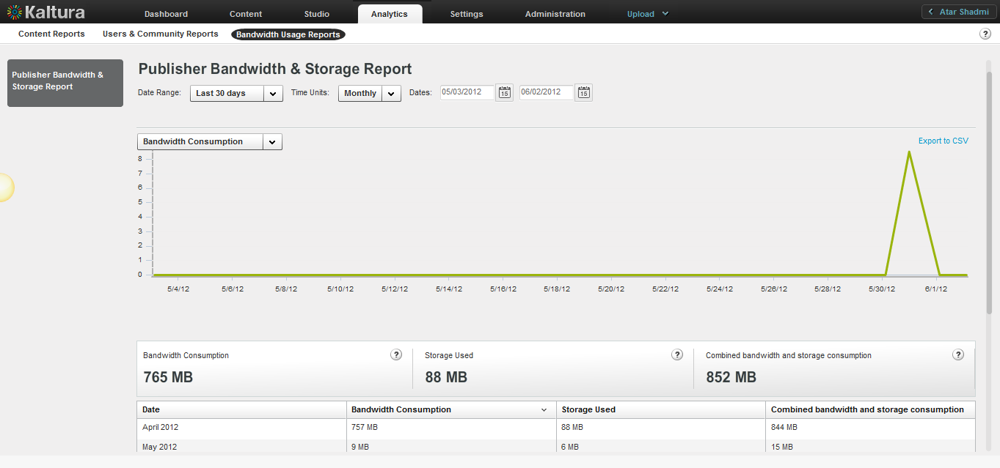 Kaltura Dashboard Content Studio Analytics Settings Administration Upload Atar Shadmi
Content Reports Users & Community Reports Bandwidth Usage Reports ?
Publisher Bandwidth &
Storage Report
Publisher Bandwidth & Storage Report
Date Range: Last 30 days Time Units: Monthly Dates: 05/03/2012 15 06/02/2012 15
Bandwidth Consumption Export to CSV
8
7
6
5
4
3
2
1
0
5/4/12 5/6/12 5/8/12 5/10/12 5/12/12 5/14/12 5/16/12 5/18/12 5/20/12 5/22/12 5/24/12 5/26/12 5/28/12 5/30/12 6/1/12
Bandwidth Consumption ? Storage Used ? Combined bandwidth and storage consumption ?
765 MB 88 MB 852 MB
Date Bandwidth Consumption Storage Used Combined bandwidth and storage consumption
April 2012 757 MB 88 MB 844 MB
May 2012 9 MB 6 MB 15 MB